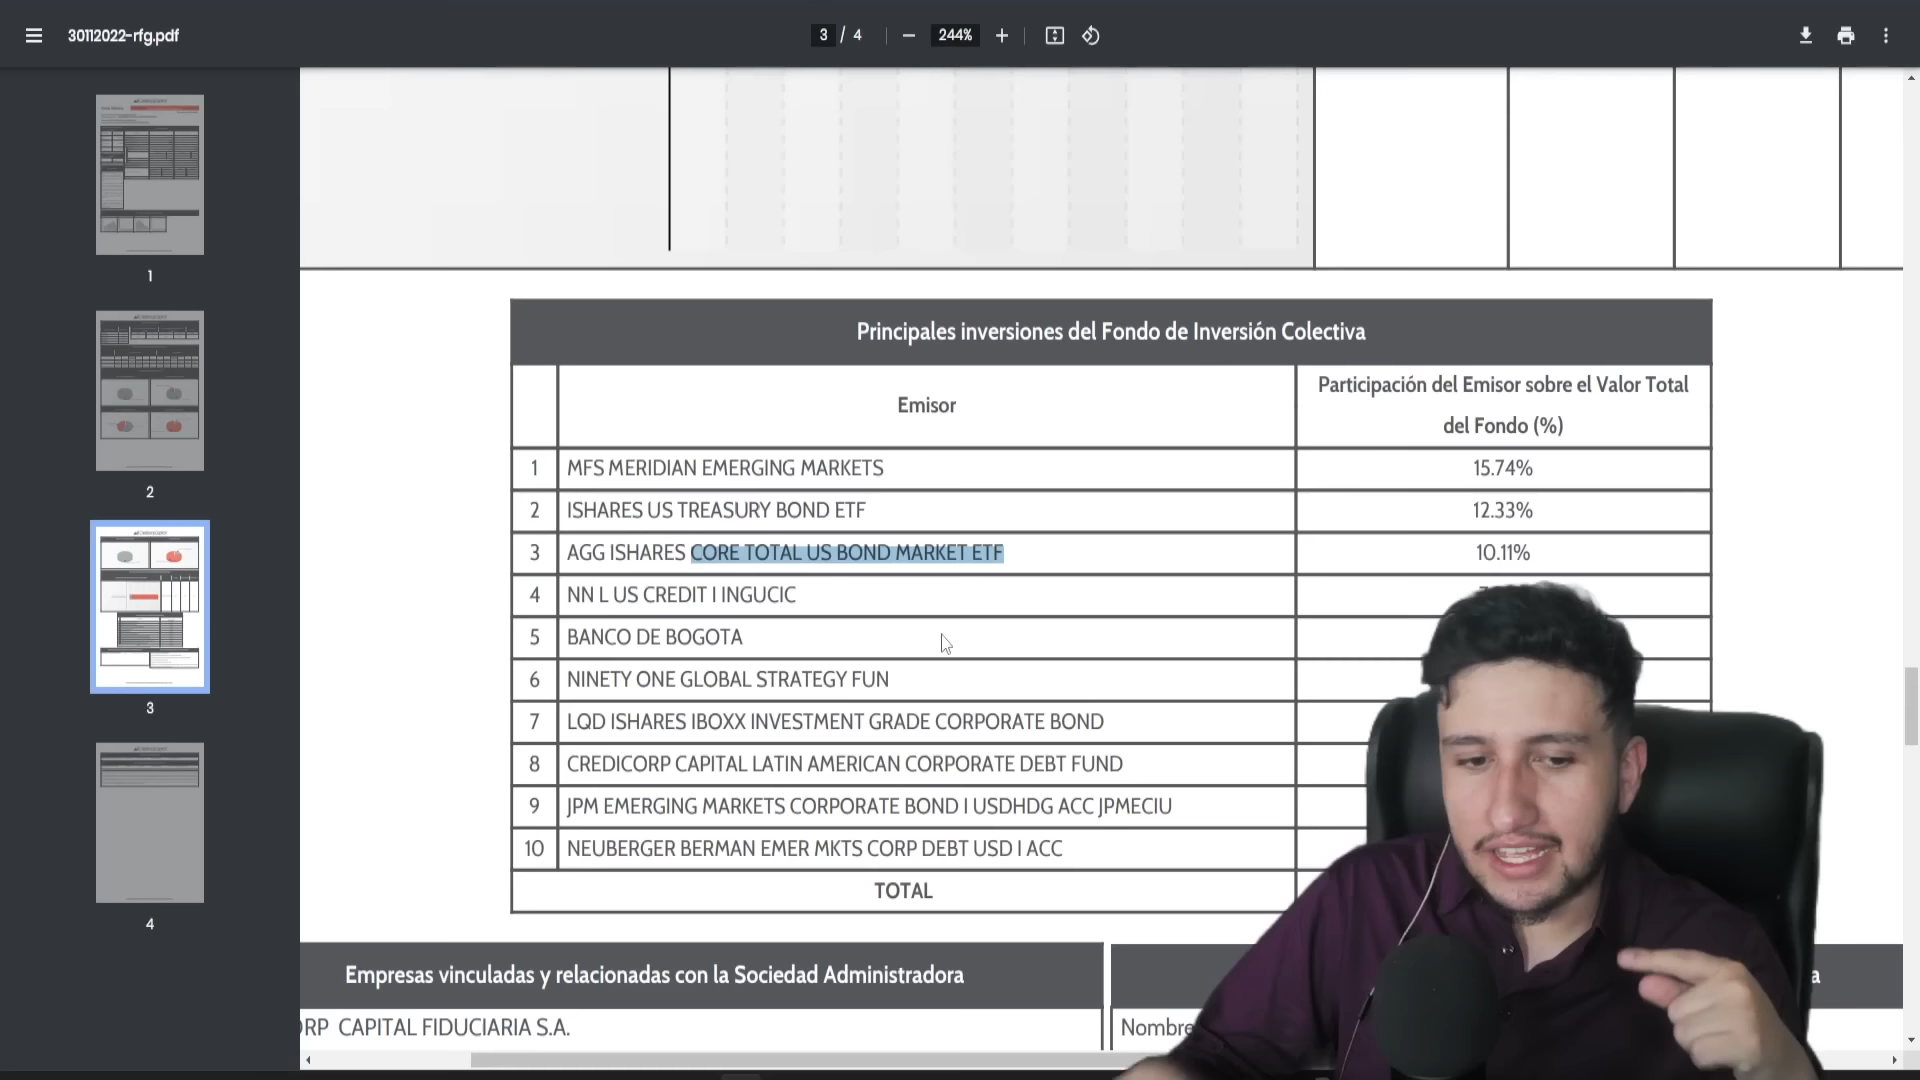 30112022-rfg.pdf
3 / 4
244%
1
2
3
4
Principales inversiones del Fondo de Inversión Colectiva
Emisor
Participación del Emisor sobre el Valor Total
del Fondo (%)
1 MFS MERIDIAN EMERGING MARKETS 15.74%
2 ISHARES US TREASURY BOND ETF 12.33%
3 AGG ISHARES CORE TOTAL US BOND MARKET ETF 10.11%
4 NN L US CREDIT I INGUCIC
5 BANCO DE BOGOTA
6 NINETY ONE GLOBAL STRATEGY FUN
7 LQD ISHARES IBOXX INVESTMENT GRADE CORPORATE BOND
8 CREDICORP CAPITAL LATIN AMERICAN CORPORATE DEBT FUND
9 JPM EMERGING MARKETS CORPORATE BOND I USDHDG ACC JPMECIU
10 NEUBERGER BERMAN EMER MKTS CORP DEBT USD I ACC
TOTAL
Empresas vinculadas y relacionadas con la Sociedad Administradora
ORP CAPITAL FIDUCIARIA S.A.
Nombre